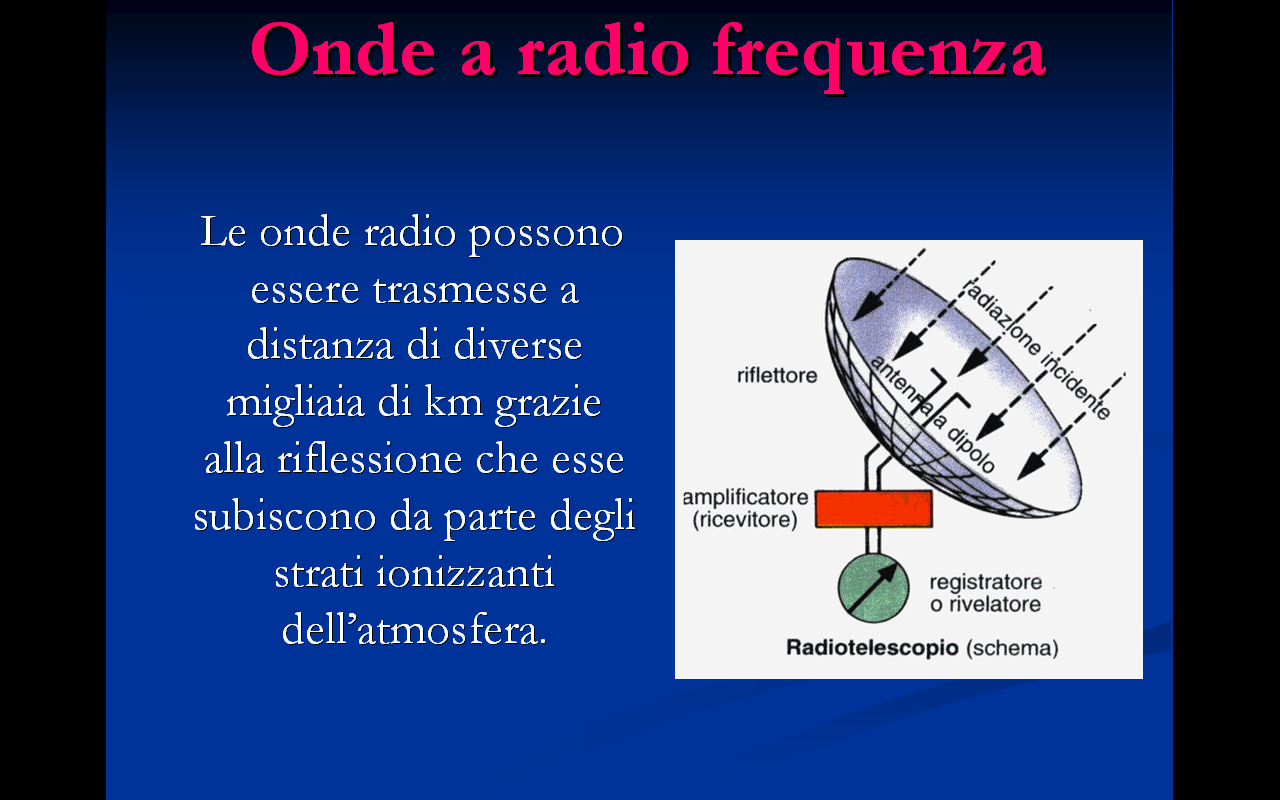 Onde a radio frequenza
Le onde radio possono
essere trasmesse a
distanza di diverse
migliaia di km grazie
alla riflessione che esse
subiscono da parte degli
strati ionizzanti
dell’atmosfera.
radiazione incidente
riflettore
antenna a dipolo
amplificatore
(ricevitore)
registratore
o rivelatore
Radiotelescopio (schema)